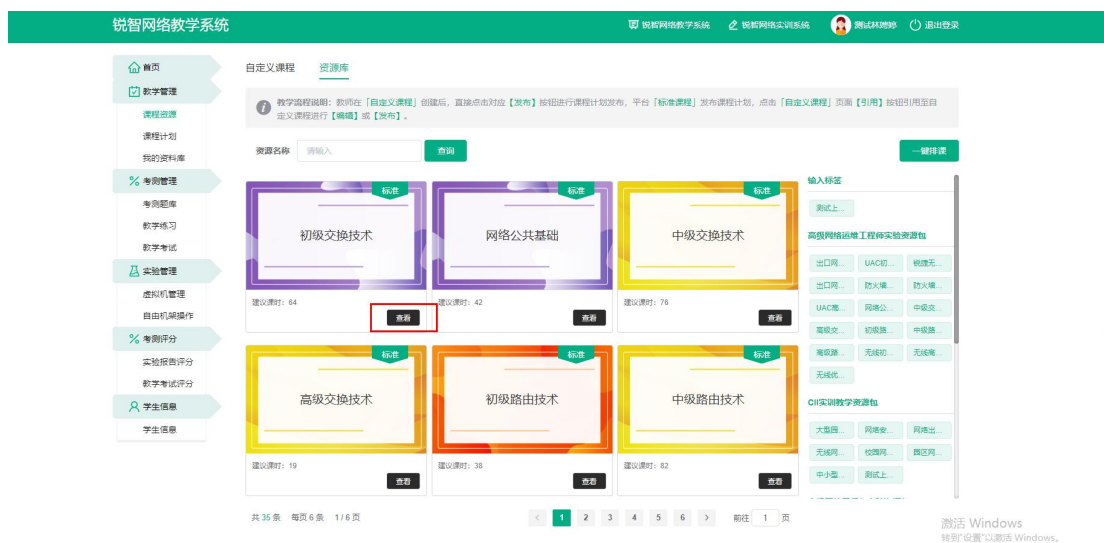 锐智网络教学系统
锐智网络教学系统
锐智网络实训系统
测试林娉婷
退出登录
首页
教学管理
课程资源
课程计划
我的资料库
考测管理
考测题库
教学练习
教学考试
实验管理
虚拟机管理
自由机架操作
考测评分
实验报告评分
教学考试评分
学生信息
学生信息
自定义课程 资源库
教学流程说明：教师在「自定义课程」创建后，直接点击对应【发布】按钮进行课程计划发布，平台「标准课程」发布课程计划，点击「自定义课程」页面【引用】按钮引用至自
定义课程进行【编辑】或【发布】。
资源名称 请输入 查询 一键排课
标准
初级交换技术
建议课时：64
查看
标准
网络公共基础
建议课时：42
查看
标准
中级交换技术
建议课时：76
查看
标准
高级交换技术
建议课时：19
查看
标准
初级路由技术
建议课时：38
查看
标准
中级路由技术
建议课时：82
查看
输入标签
测试上...
高级网络运维工程师实验资源包
出口网... UAC初... 锐捷无...
出口网... 防火墙... 防火墙...
UAC高... 网络公... 中级交...
高级交... 初级路... 中级路...
高级路... 无线初... 无线高...
无线优...
CII实训教学资源包
大型园... 网络安... 网络出...
无线网... 校园网... 园区网...
中小型... 测试上...
共 35 条 每页 6 条 1 / 6 页
< 1 2 3 4 5 6 > 前往 1 页
激活 Windows
转到"设置"以激活 Windows。